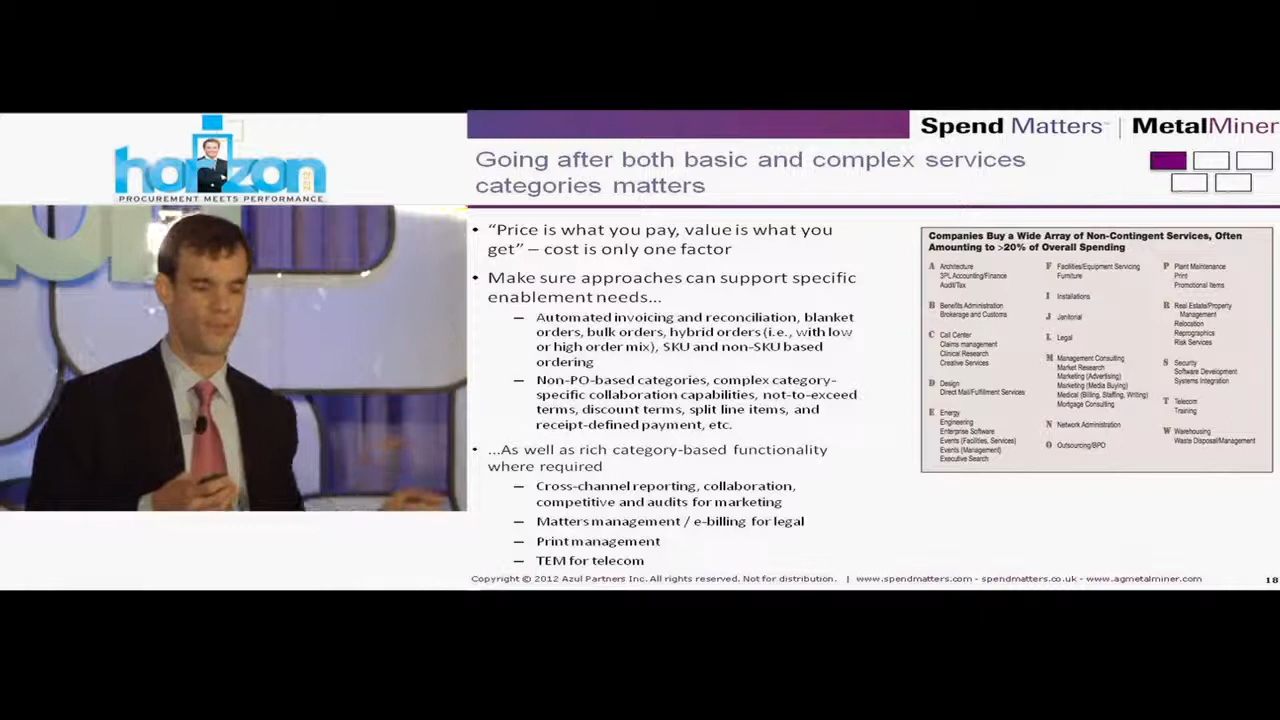 horizon
PROCUREMENT MEETS PERFORMANCE
Spend Matters | MetalMiner
Going after both basic and complex services
categories matters
• “Price is what you pay, value is what you
get” – cost is only one factor
• Make sure approaches can support specific
enablement needs...
– Automated invoicing and reconciliation, blanket
orders, bulk orders, hybrid orders (i.e., with low
or high order mix), SKU and non-SKU based
ordering
– Non-PO-based categories, complex category-
specific collaboration capabilities, not-to-exceed
terms, discount terms, split line items, and
receipt-defined payment, etc.
• ...As well as rich category-based functionality
where required
– Cross-channel reporting, collaboration,
competitive and audits for marketing
– Matters management / e-billing for legal
– Print management
– TEM for telecom
Companies Buy a Wide Array of Non-Contingent Services, Often
Amounting to >20% of Overall Spending
A Architecture
3PL Accounting/Finance
Audit/Tax
B Benefits Administration
Brokerage and Customs
C Call Center
Claims management
Clinical Research
Creative Services
D Design
Direct Mail/Fulfillment Services
E Energy
Engineering
Enterprise Software
Events (Facilities, Services)
Events (Management)
Executive Search
F Facilities/Equipment Servicing
Furniture
I Installations
J Janitorial
L Legal
M Management Consulting
Market Research
Marketing (Advertising)
Marketing (Media Buying)
Medical (Billing, Staffing, Writing)
Mortgage Consulting
N Network Administration
O Outsourcing/BPO
P Plant Maintenance
Print
Promotional Items
R Real Estate/Property
Management
Relocation
Reprographics
Risk Services
S Security
Software Development
Systems Integration
T Telecom
Training
W Warehousing
Waste Disposal/Management
Copyright © 2012 Azul Partners Inc. All rights reserved. Not for distribution. | www.spendmatters.com - spendmatters.co.uk - www.agmetalminer.com
18